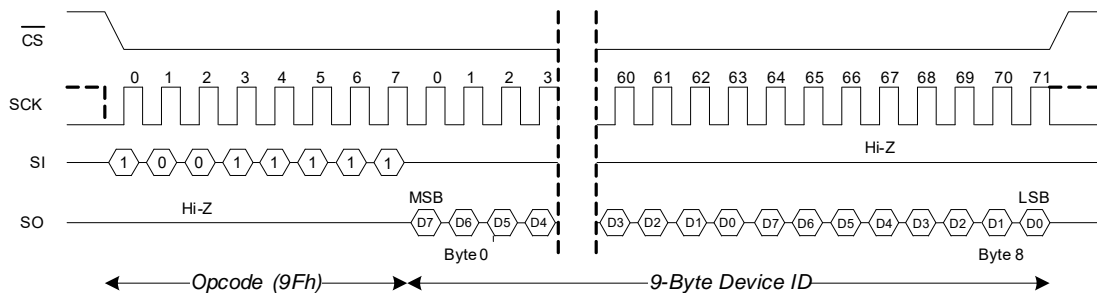 CS
0 1 2 3 4 5 6 7 0 1 2 3 60 61 62 63 64 65 66 67 68 69 70 71
SCK
Hi-Z
SI 1 0 0 1 1 1 1 1
Hi-Z MSB LSB
SO D7 D6 D5 D4 D3 D2 D1 D0 D7 D6 D5 D4 D3 D2 D1 D0
Byte 0 Byte 8
Opcode (9Fh) 9-Byte Device ID